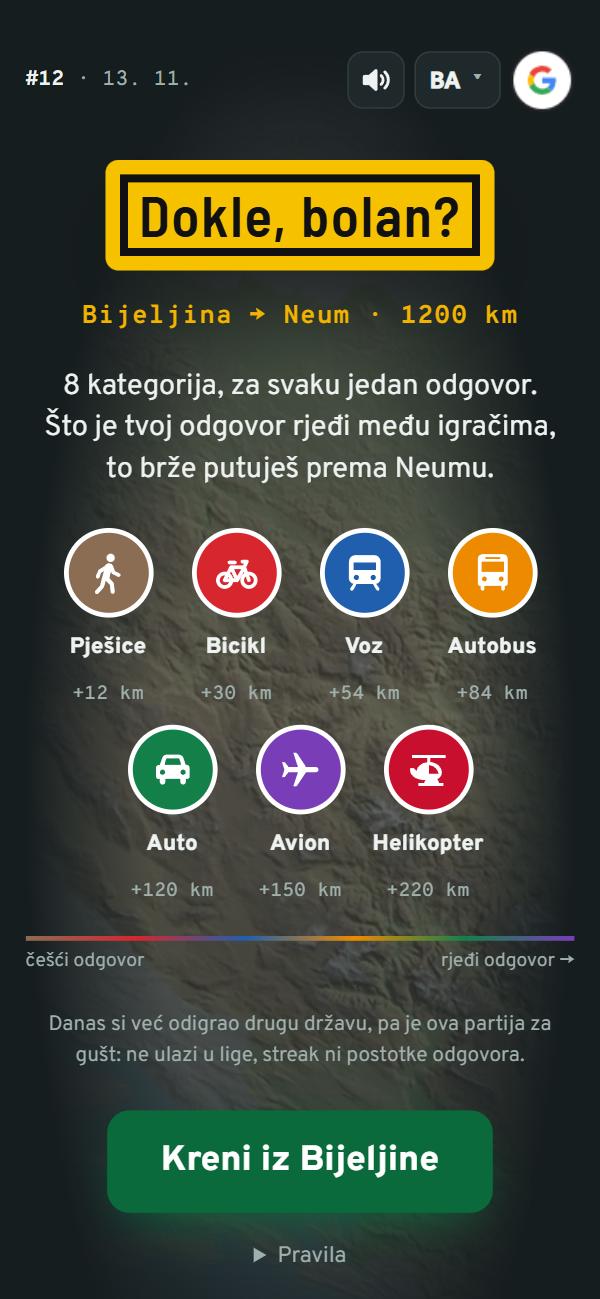 #12 · 13. 11.
BA
Dokle, bolan?
Bijeljina → Neum · 1200 km
8 kategorija, za svaku jedan odgovor.
Što je tvoj odgovor rjeđi među igračima,
to brže putuješ prema Neumu.
Pješice Bicikl Voz Autobus
+12 km +30 km +54 km +84 km
Auto Avion Helikopter
+120 km +150 km +220 km
češći odgovor rjeđi odgovor →
Danas si već odigrao drugu državu, pa je ova partija za
gušt: ne ulazi u lige, streak ni postotke odgovora.
Kreni iz Bijeljine
▶ Pravila